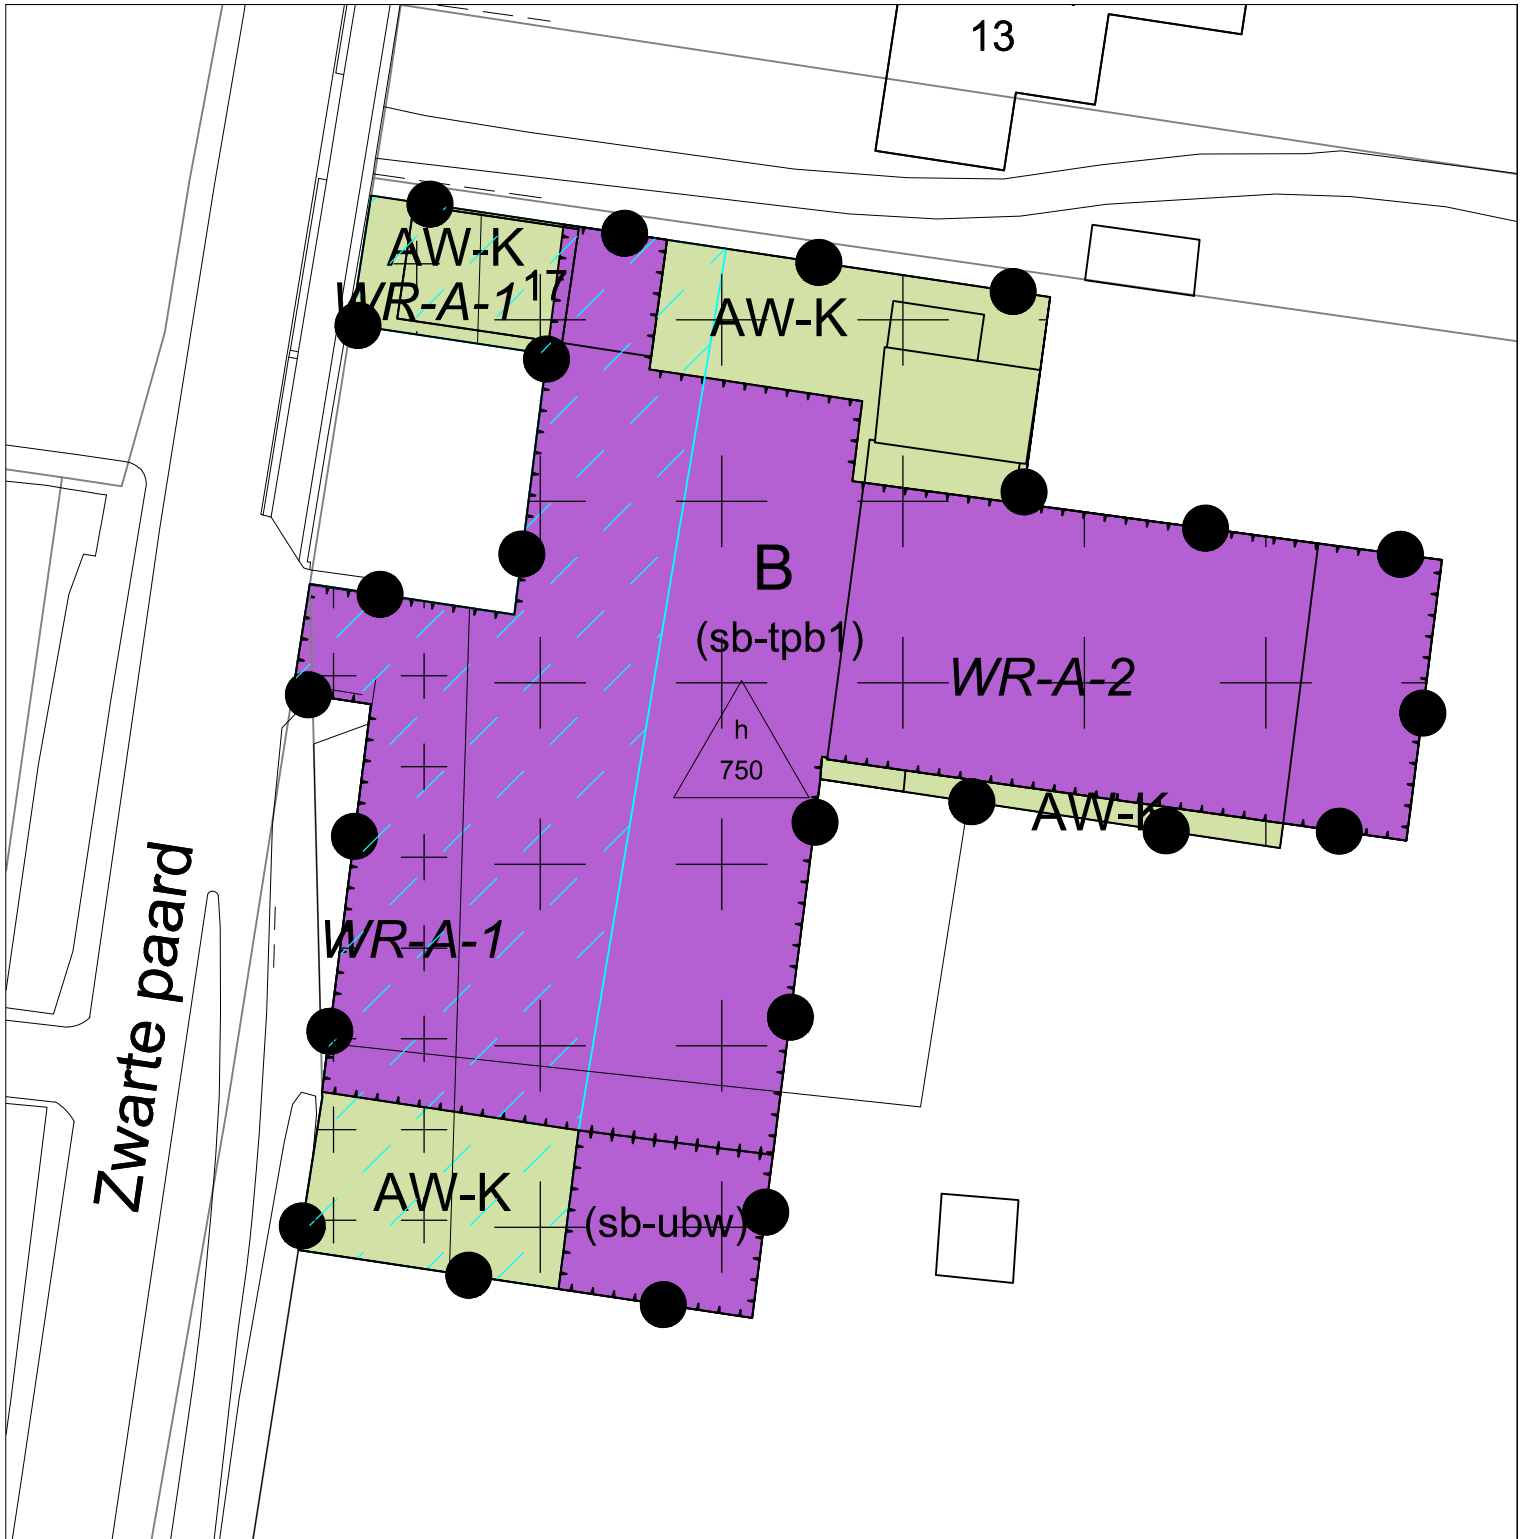 13
AW-K
WR-A-1
17
AW-K
B
(sb-tpb1)
WR-A-2
h
750
AW-K
WR-A-1
Zwarte paard
AW-K
(sb-ubw)